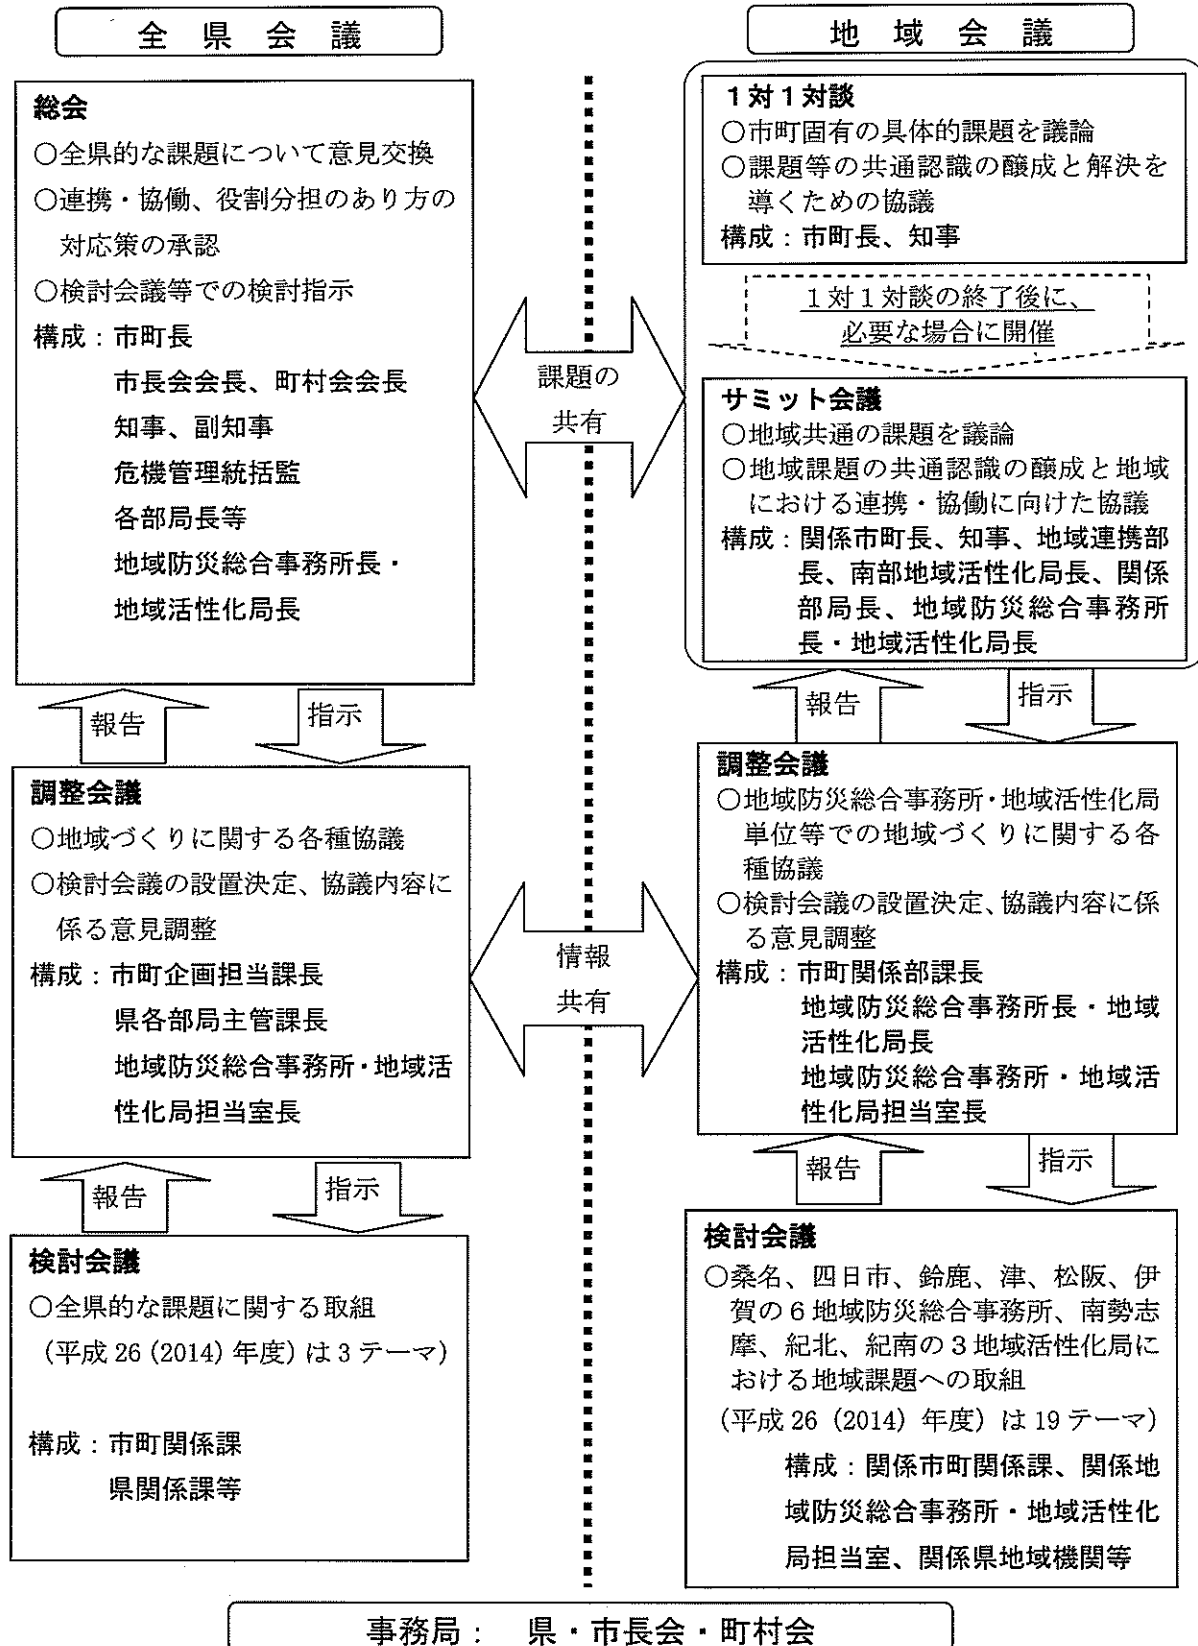 全県会議
総会
○全県的な課題について意見交換
○連携・協働、役割分担のあり方の
対応策の承認
○検討会議等での検討指示
構成：市町長
市長会会長、町村会会長
知事、副知事
危機管理統括監
各部局長等
地域防災総合事務所長・
地域活性化局長
報告
指示
調整会議
○地域づくりに関する各種協議
○検討会議の設置決定、協議内容に
係る意見調整
構成：市町企画担当課長
県各部局主管課長
地域防災総合事務所・地域活
性化局担当室長
報告
指示
検討会議
○全県的な課題に関する取組
（平成 26（2014）年度）は 3 テーマ）
構成：市町関係課
県関係課等
課題の
共有
情報
共有
地域会議
１対１対談
○市町固有の具体的課題を議論
○課題等の共通認識の醸成と解決を
導くための協議
構成：市町長、知事
１対１対談の終了後に、
必要な場合に開催
サミット会議
○地域共通の課題を議論
○地域課題の共通認識の醸成と地域
における連携・協働に向けた協議
構成：関係市町長、知事、地域連携部
長、南部地域活性化局長、関係
部局長、地域防災総合事務所
長・地域活性化局長
報告
指示
調整会議
○地域防災総合事務所・地域活性化局
単位等での地域づくりに関する各
種協議
○検討会議の設置決定、協議内容に係
る意見調整
構成：市町関係部課長
地域防災総合事務所長・地域
活性化局長
地域防災総合事務所・地域活
性化局担当室長
報告
指示
検討会議
○桑名、四日市、鈴鹿、津、松阪、伊
賀の６地域防災総合事務所、南勢志
摩、紀北、紀南の３地域活性化局に
おける地域課題への取組
（平成 26（2014）年度）は 19 テーマ）
構成：関係市町関係課、関係地
域防災総合事務所・地域活性化
局担当室、関係県地域機関等
事務局：　県・市長会・町村会